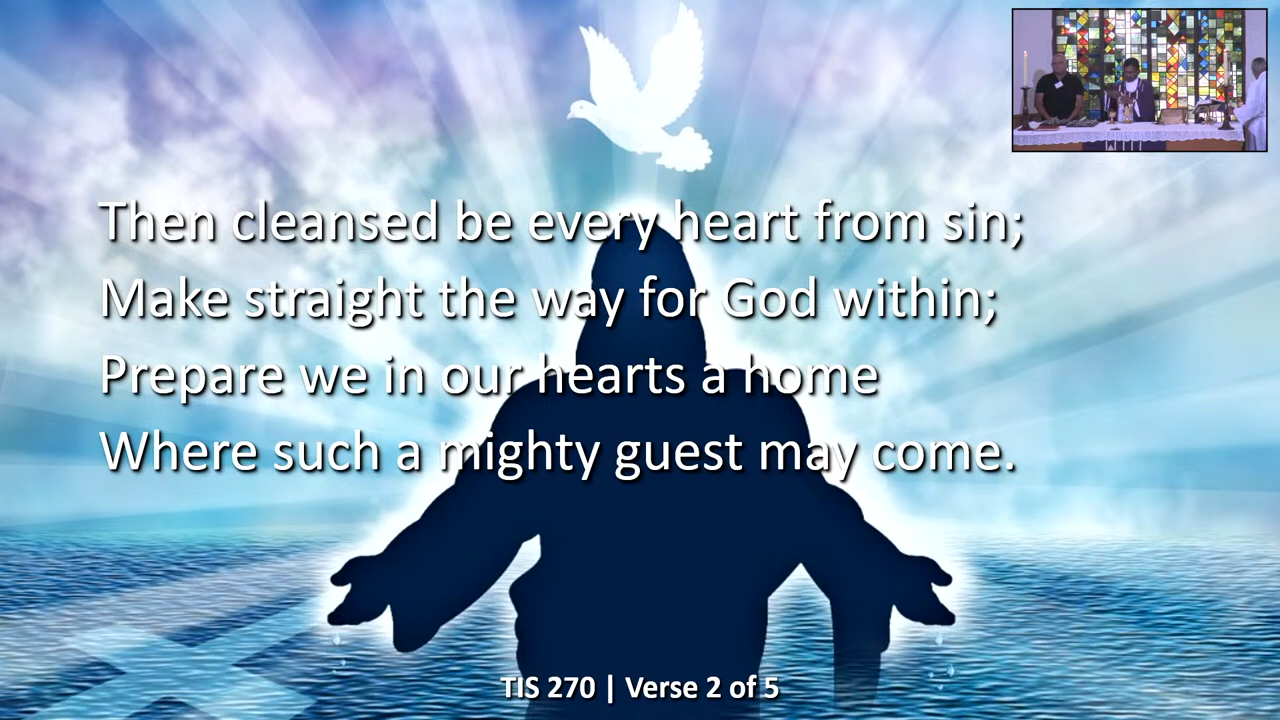 Then cleansed be every heart from sin;
Make straight the way for God within;
Prepare we in our hearts a home
Where such a mighty guest may come.
TIS 270 | Verse 2 of 5